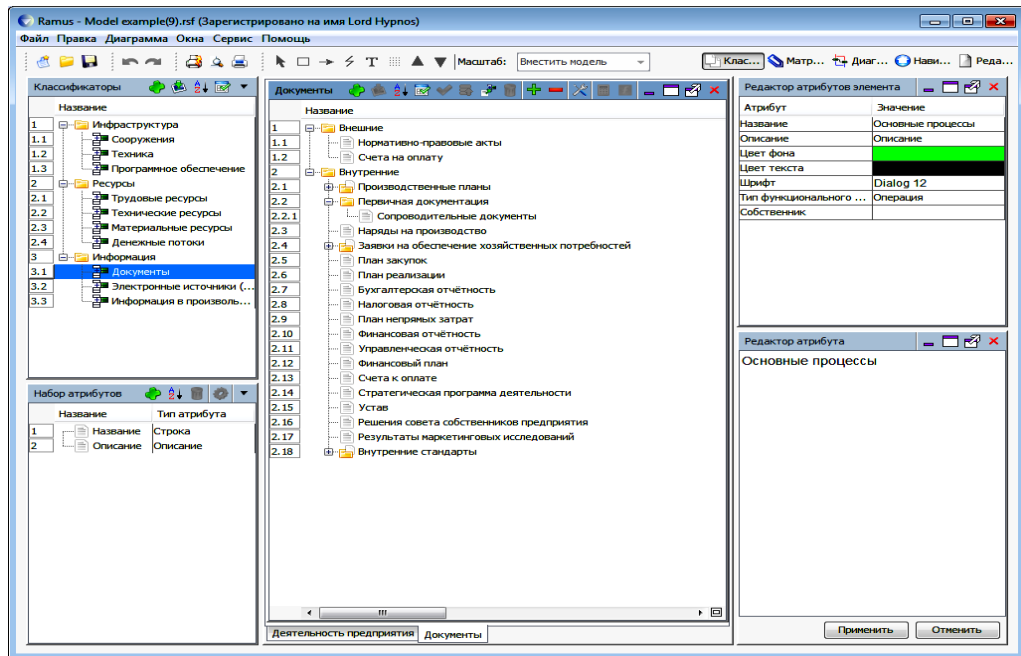 Ramus - Model example(9).rsf (Зарегистрировано на имя Lord Hypnos)
Файл Правка Диаграмма Окна Сервис Помощь
Масштаб: Вместить модель Клас... Матр... Диаг... Нави... Реда...
Классификаторы
Название
1 Инфраструктура
1.1 Сооружения
1.2 Техника
1.3 Программное обеспечение
2 Ресурсы
2.1 Трудовые ресурсы
2.2 Технические ресурсы
2.3 Материальные ресурсы
2.4 Денежные потоки
3 Информация
3.1 Документы
3.2 Электронные источники (...
3.3 Информация в произволь...
Набор атрибутов
Название Тип атрибута
1 Название Строка
2 Описание Описание
Документы
Название
1 Внешние
1.1 Нормативно-правовые акты
1.2 Счета на оплату
2 Внутренние
2.1 Производственные планы
2.2 Первичная документация
2.2.1 Сопроводительные документы
2.3 Наряды на производство
2.4 Заявки на обеспечение хозяйственных потребностей
2.5 План закупок
2.6 План реализации
2.7 Бухгалтерская отчётность
2.8 Налоговая отчётность
2.9 План непрямых затрат
2.10 Финансовая отчётность
2.11 Управленческая отчётность
2.12 Финансовый план
2.13 Счета к оплате
2.14 Стратегическая программа деятельности
2.15 Устав
2.16 Решения совета собственников предприятия
2.17 Результаты маркетинговых исследований
2.18 Внутренние стандарты
Деятельность предприятия Документы
Редактор атрибутов элемента
Атрибут Значение
Название Основные процессы
Описание Описание
Цвет фона
Цвет текста
Шрифт Dialog 12
Тип функционального ... Операция
Собственник
Редактор атрибута
Основные процессы
Применить Отменить